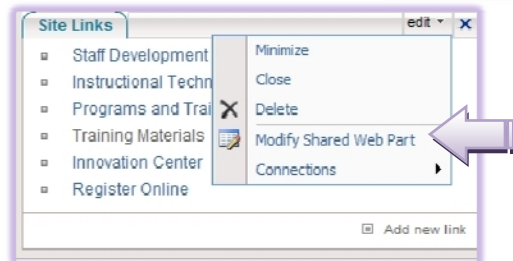 Site Links
edit
Staff Development
Instructional Techn
Programs and Trai
Training Materials
Innovation Center
Register Online
Minimize
Close
Delete
Modify Shared Web Part
Connections
Add new link